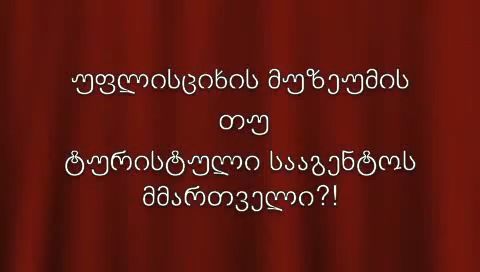 უფლისციხის მუზეუმის
თუ
ტურისტული სააგენტოს
მმართველი?!